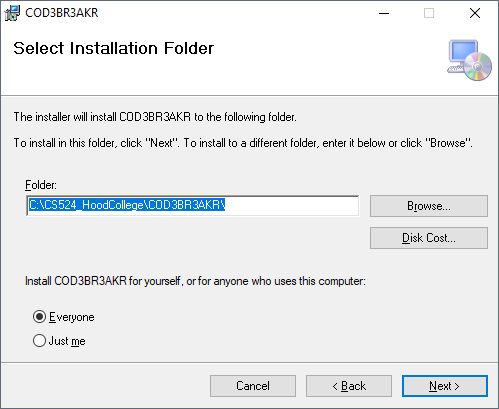 COD3BR3AKR
Select Installation Folder
The installer will install COD3BR3AKR to the following folder.
To install in this folder, click "Next". To install to a different folder, enter it below or click "Browse".
Folder:
C:\CS524_HoodCollege\COD3BR3AKR\
Browse...
Disk Cost...
Install COD3BR3AKR for yourself, or for anyone who uses this computer:
Everyone
Just me
Cancel
< Back
Next >